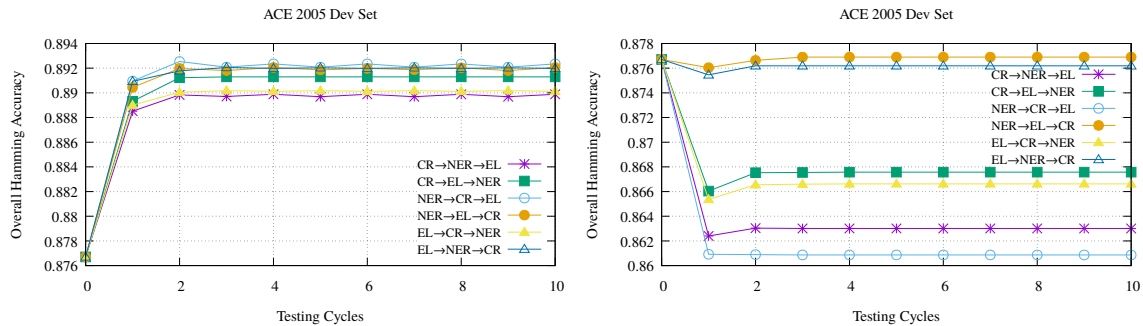 ACE 2005 Dev Set
Overall Hamming Accuracy
0.894
0.892
0.89
0.888
0.886
0.884
0.882
0.88
0.878
0.876
CR→NER→EL
CR→EL→NER
NER→CR→EL
NER→EL→CR
EL→CR→NER
EL→NER→CR
0 2 4 6 8 10
Testing Cycles
ACE 2005 Dev Set
Overall Hamming Accuracy
0.878
0.876
0.874
0.872
0.87
0.868
0.866
0.864
0.862
0.86
CR→NER→EL
CR→EL→NER
NER→CR→EL
NER→EL→CR
EL→CR→NER
EL→NER→CR
0 2 4 6 8 10
Testing Cycles